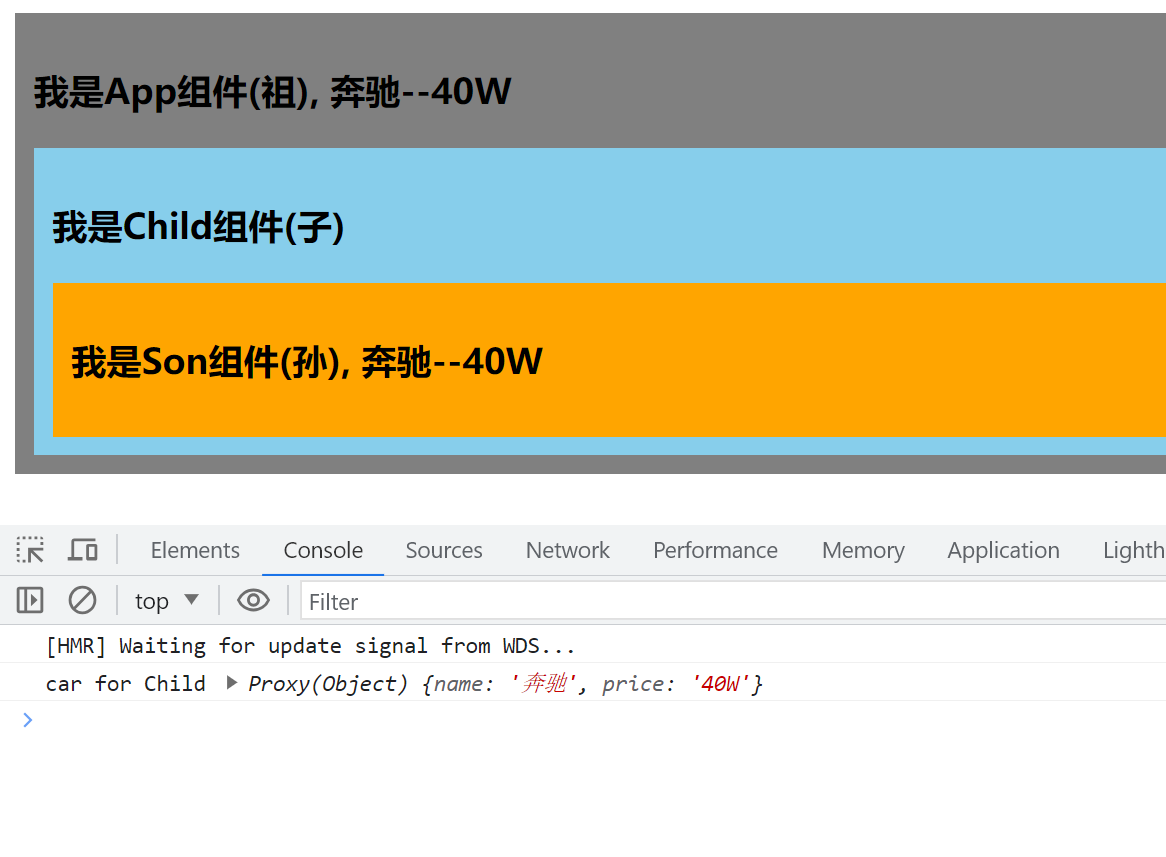 我是App组件(祖), 奔驰--40W
我是Child组件(子)
我是Son组件(孙), 奔驰--40W
Elements Console Sources Network Performance Memory Application Lighth
top Filter
[HMR] Waiting for update signal from WDS...
car for Child Proxy(Object) {name: '奔驰', price: '40W'}